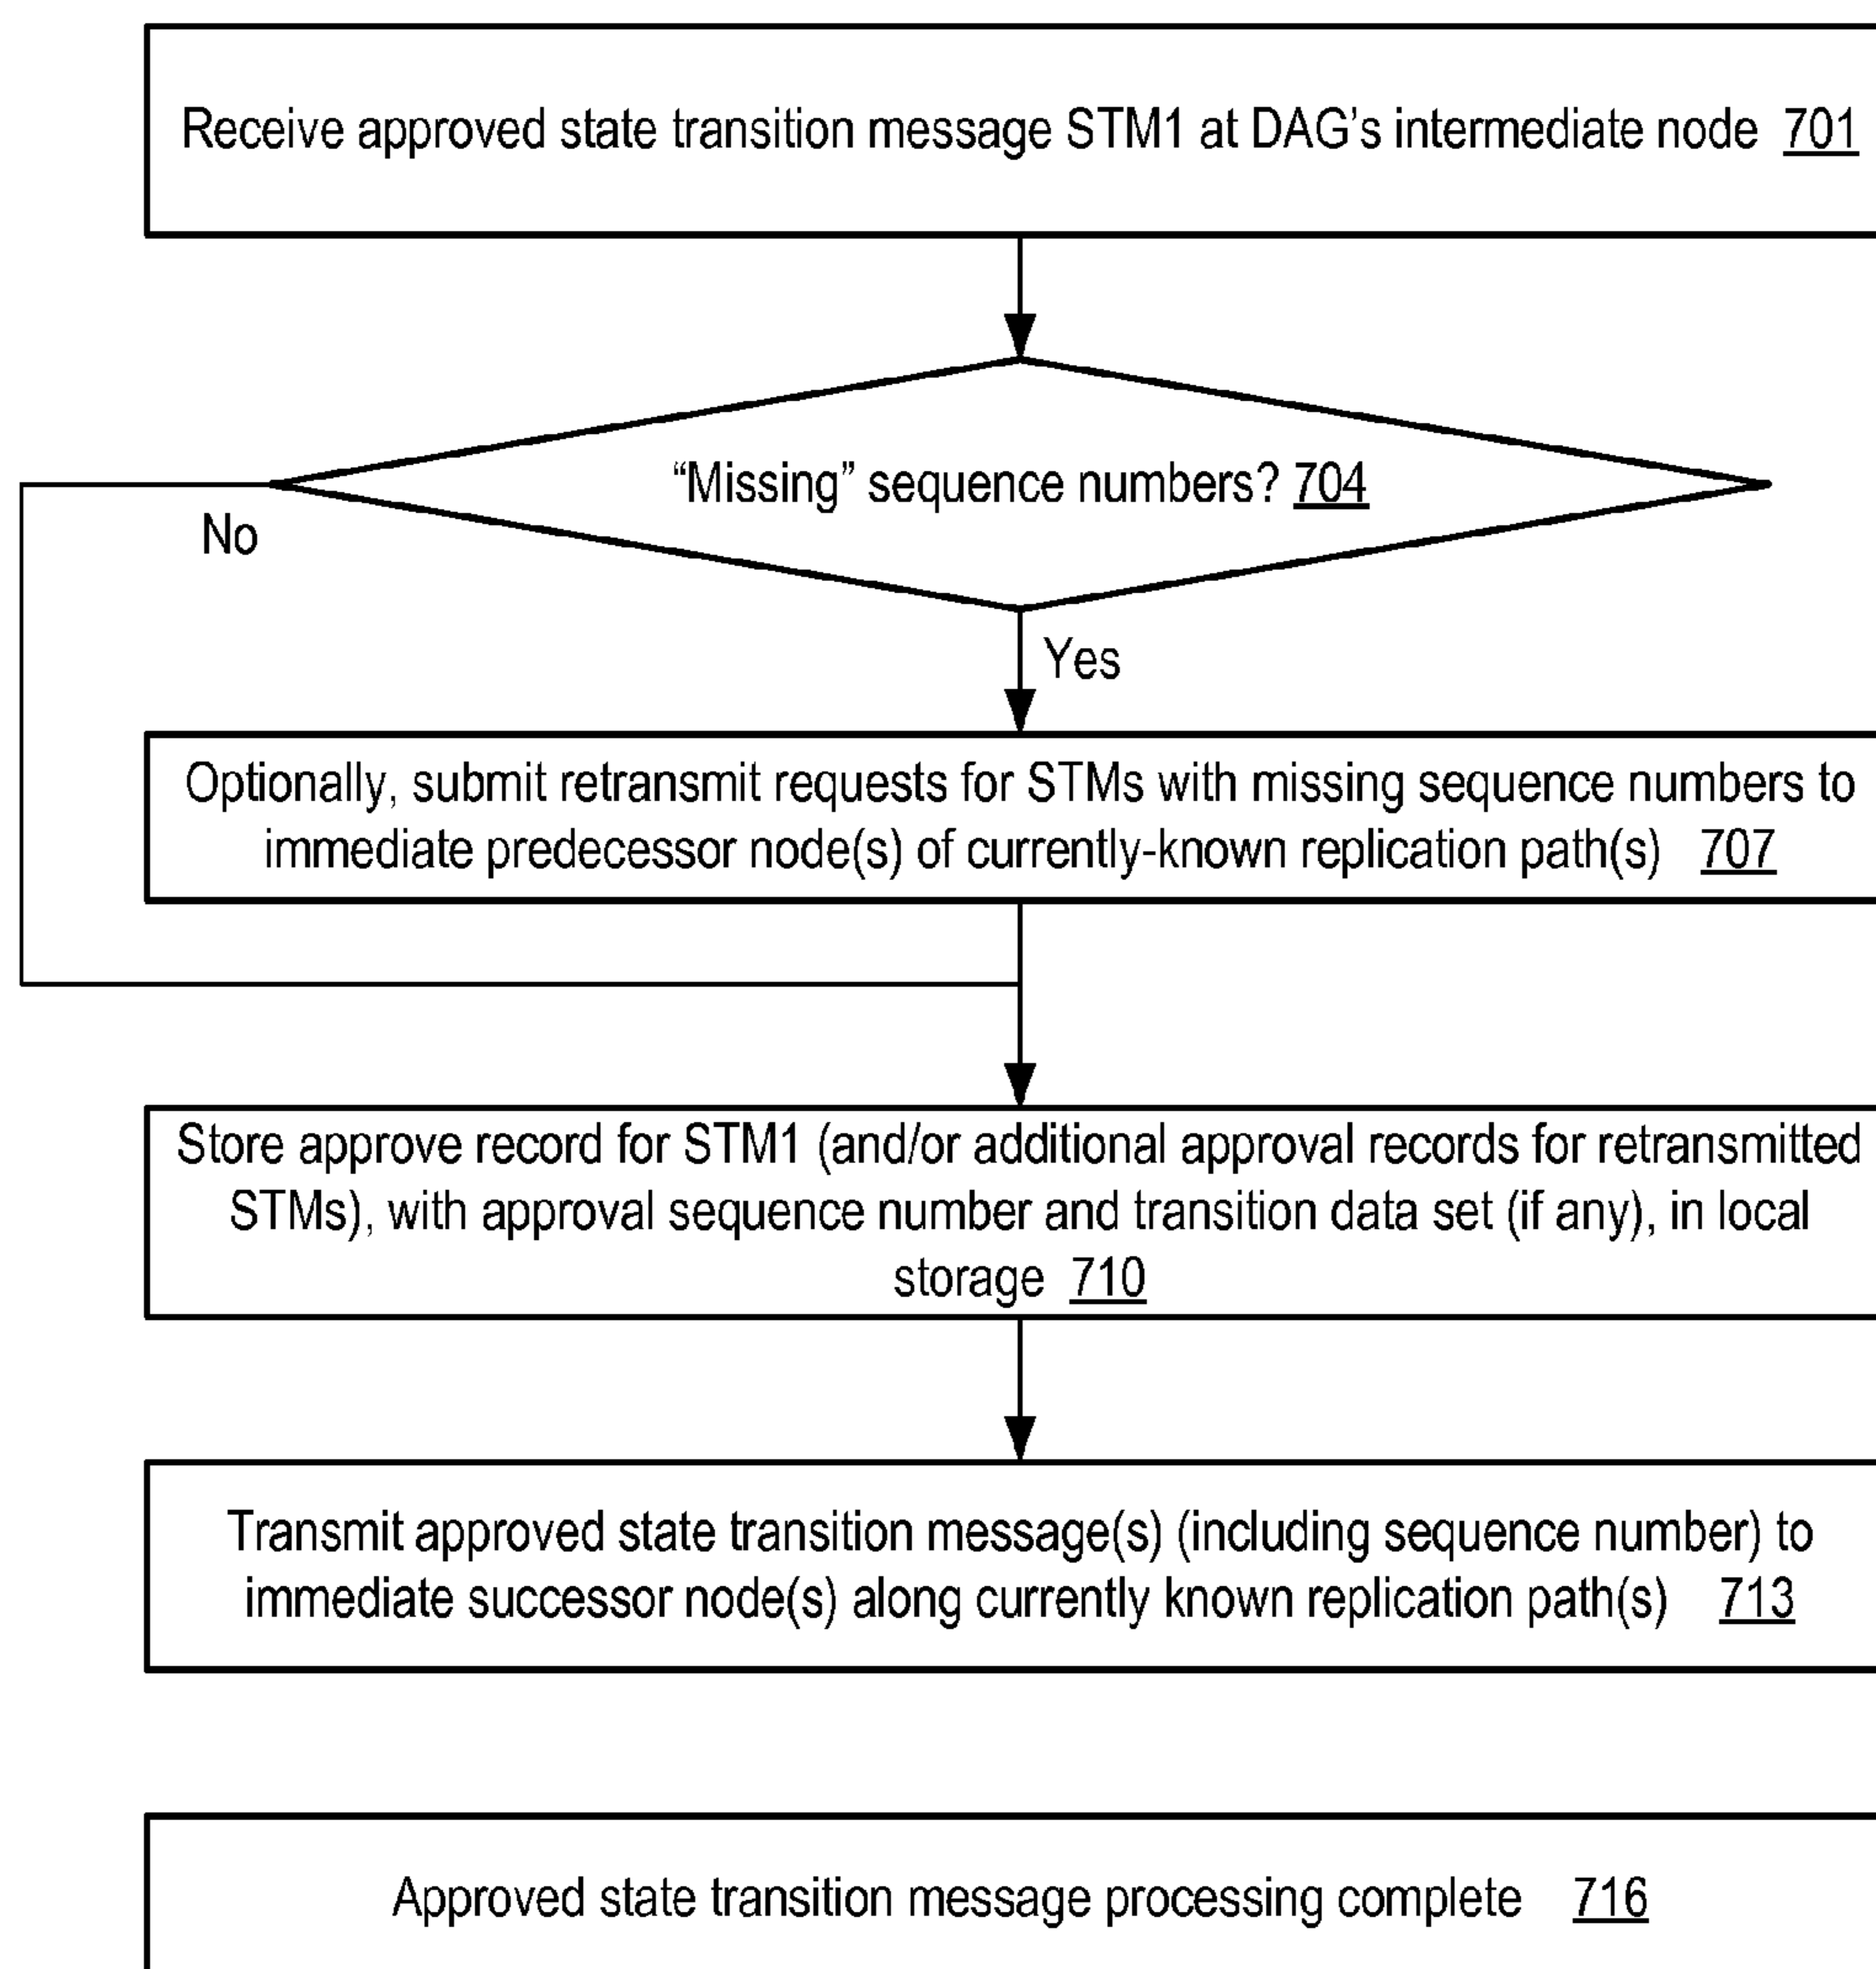 Receive approved state transition message STM1 at DAG’s intermediate node 701
“Missing” sequence numbers? 704
No
Yes
Optionally, submit retransmit requests for STMs with missing sequence numbers to
immediate predecessor node(s) of currently-known replication path(s) 707
Store approve record for STM1 (and/or additional approval records for retransmitted
STMs), with approval sequence number and transition data set (if any), in local
storage 710
Transmit approved state transition message(s) (including sequence number) to
immediate successor node(s) along currently known replication path(s) 713
Approved state transition message processing complete 716